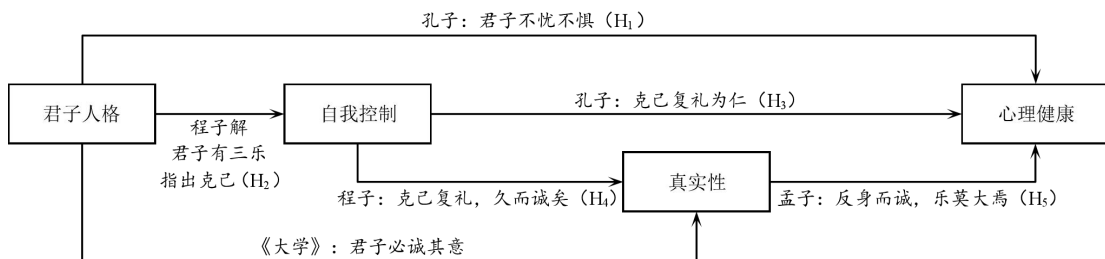 孔子：君子不忧不惧（H1）
君子人格
自我控制
心理健康
孔子：克己复礼为仁（H3）
程子解
君子有三乐
指出克己（H2）
真实性
程子：克己复礼，久而诚矣（H4）
孟子：反身而诚，乐莫大焉（H5）
《大学》：君子必诚其意